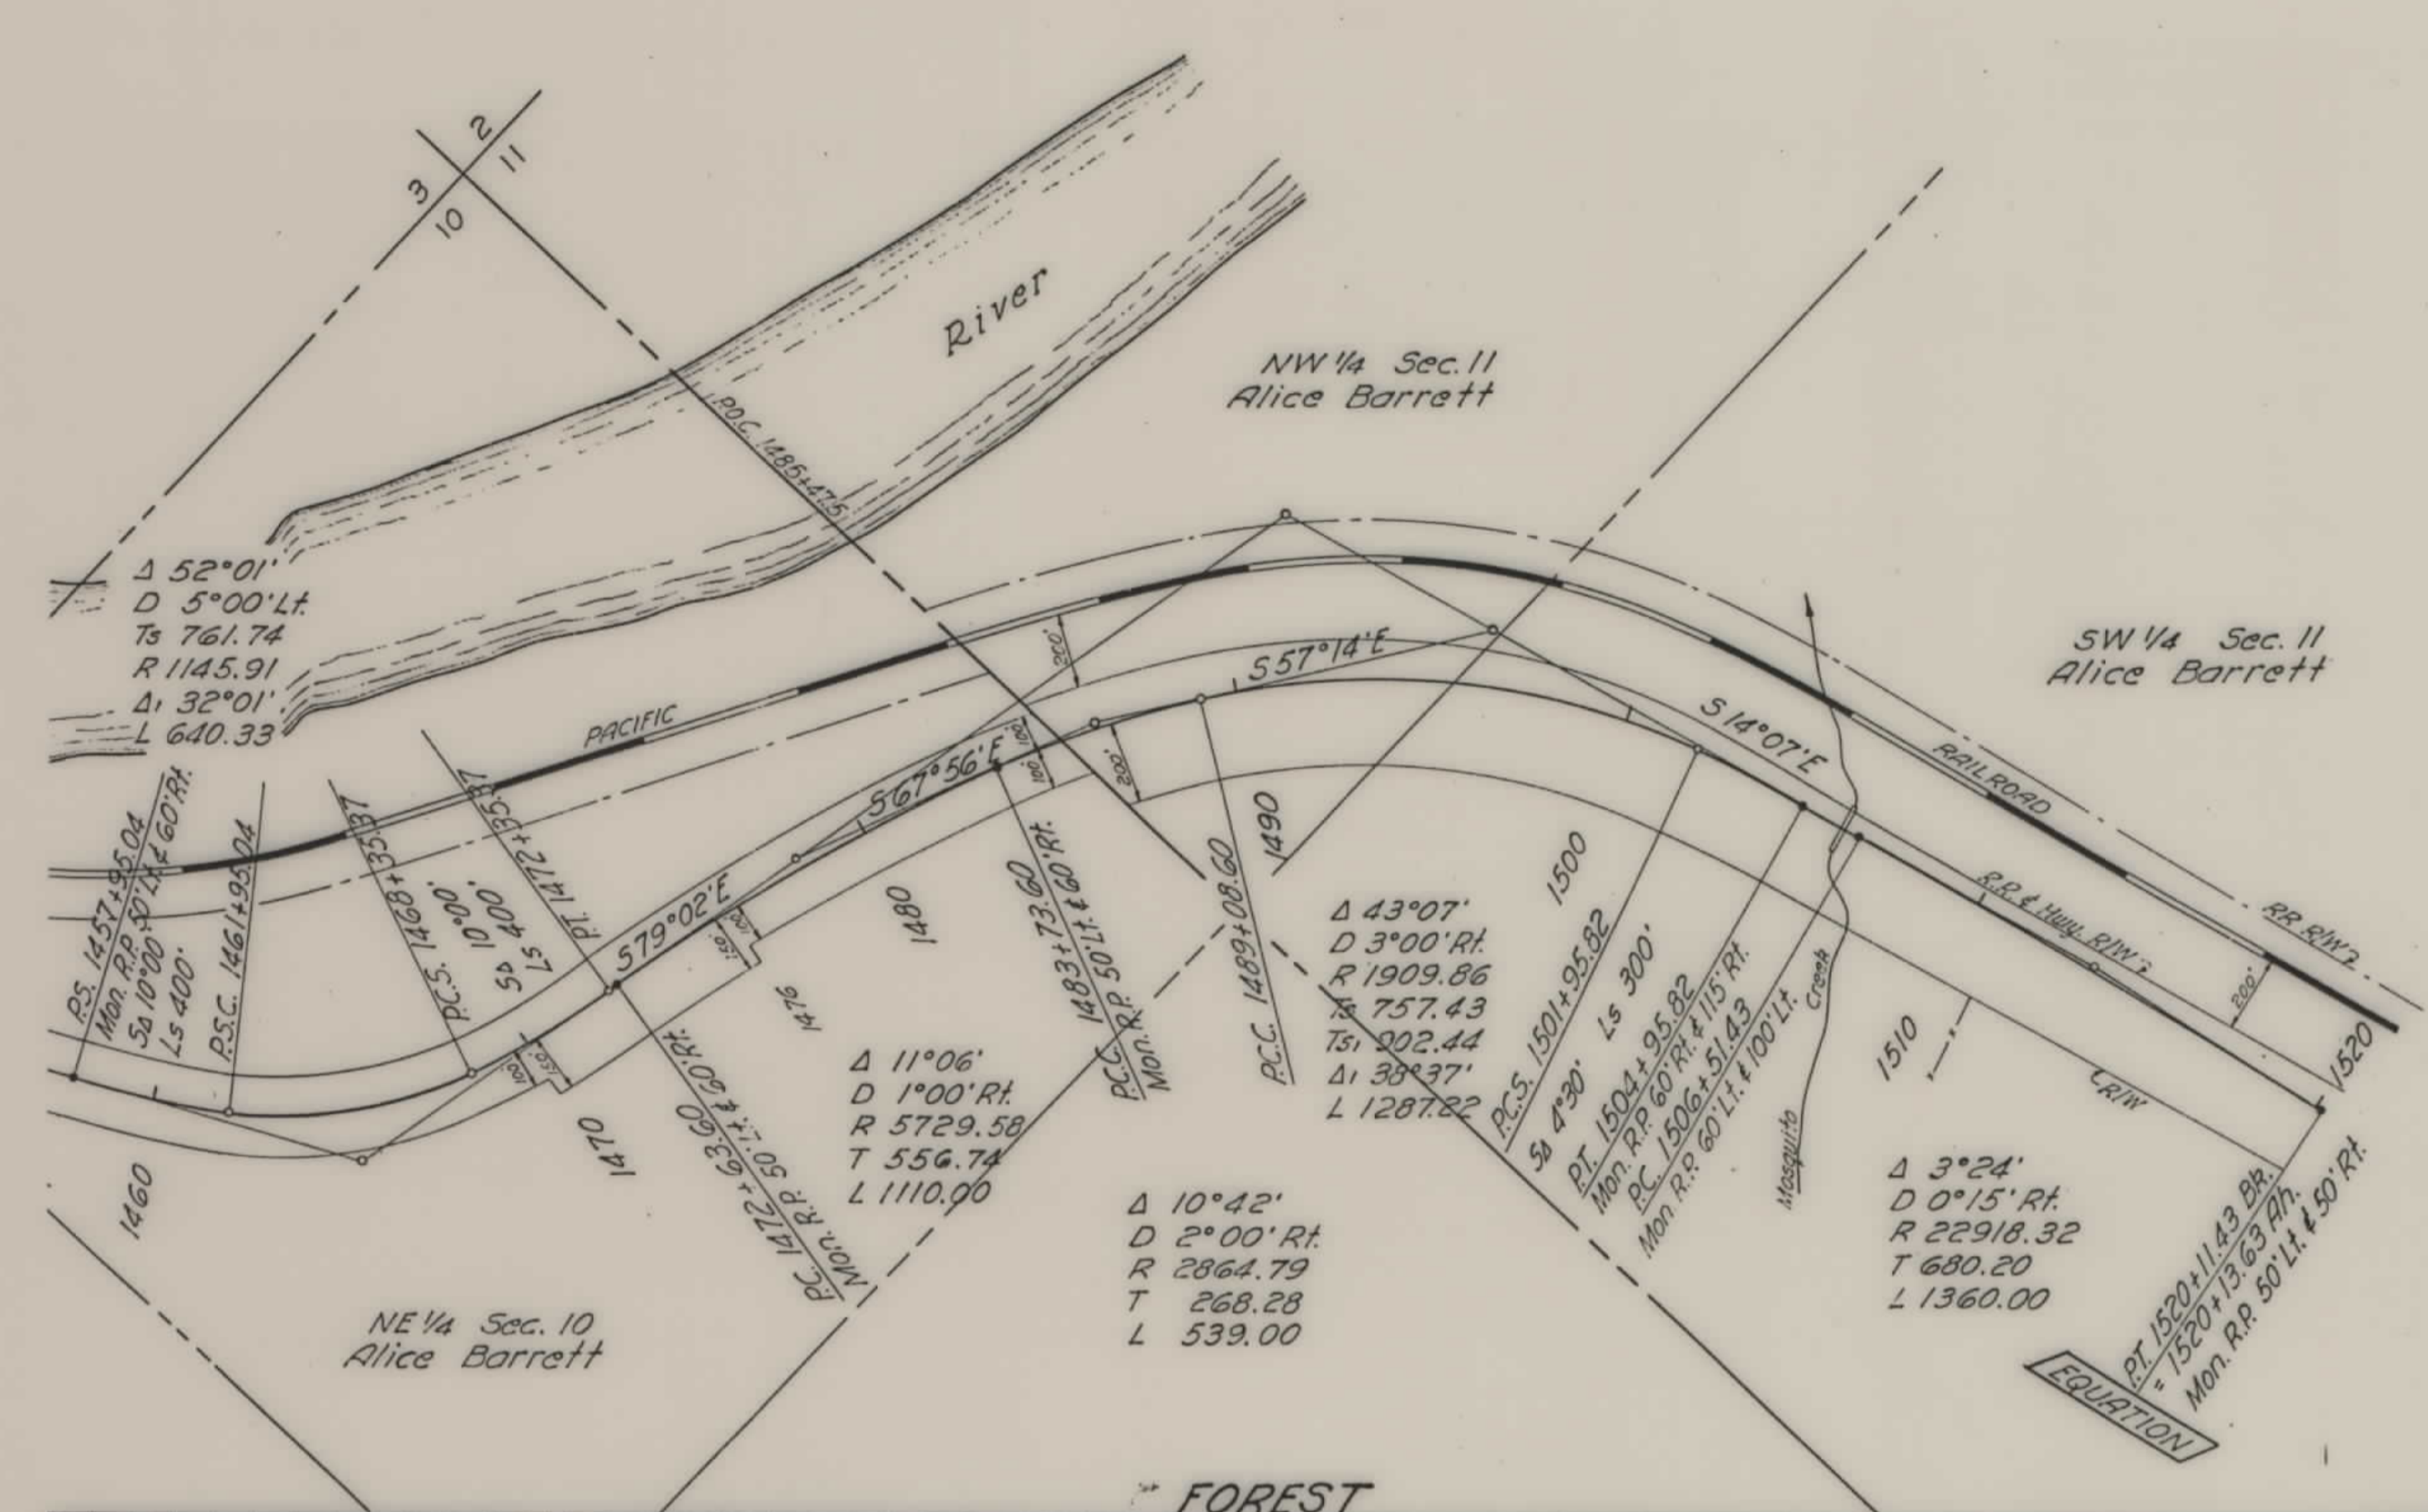 3
2
10
11
River
NW 1/4 Sec. 11
Alice Barrett
P.O.C. 1485+47.5
Δ 52°01'
D 5°00' Lt.
Ts 761.74
R 1145.91
Δ1 32°01'
L 640.33
SW 1/4 Sec. 11
Alice Barrett
PACIFIC
RAILROAD
RR R/W
R.R. & Hwy. R/W
R/W
200'
200'
200'
100'
100'
S 57°14' E
S 14°07' E
S 67°56' E
S 79°02' E
100'
150'
100'
150'
P.S. 1457+95.04
Mon. R.P. 50' Lt. & 60' Rt.
SΔ 10°00'
Ls 400'
P.S.C. 1461+95.04
P.C.S. 1468+35.37
SΔ 10°00'
Ls 400'
P.T. 1472+35.37
P.C. 1472+63.60
Mon. R.P. 50' Lt. & 60' Rt.
P.C.C. 1483+73.60
Mon. R.P. 50' Lt. & 60' Rt.
P.C.C. 1489+08.60
P.C.S. 1501+95.82
SΔ 4°30' Ls 300'
P.T. 1504+95.82
Mon. R.P. 60' Rt. & 115' Rt.
P.C. 1506+51.43
Mon. R.P. 60' Lt. & 100' Lt.
Mosquito Creek
1460
1470
1476
1480
1490
1500
1510
1520
Δ 11°06'
D 1°00' Rt.
R 5729.58
T 556.74
L 1110.00
Δ 43°07'
D 3°00' Rt.
R 1909.86
Ts 757.43
Ts1 902.44
Δ1 38°37'
L 1287.22
Δ 10°42'
D 2°00' Rt.
R 2864.79
T 268.28
L 539.00
Δ 3°24'
D 0°15' Rt.
R 22918.32
T 680.20
L 1360.00
P.T. 1520+11.43 BK.
= 1520+13.63 Ah.
Mon. R.P. 50' Lt. & 50' Rt.
EQUATION
NE 1/4 Sec. 10
Alice Barrett
FOREST